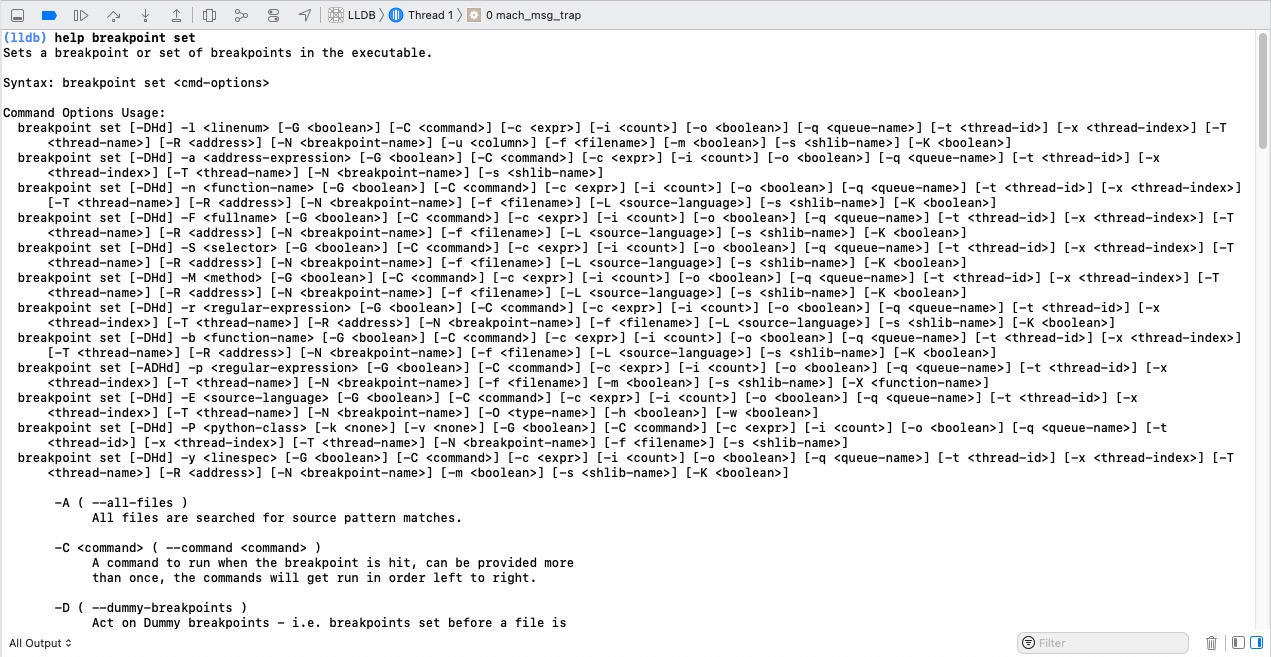 LLDB Thread 1 0 mach_msg_trap
(lldb) help breakpoint set
Sets a breakpoint or set of breakpoints in the executable.
Syntax: breakpoint set <cmd-options>
Command Options Usage:
breakpoint set [-DHd] -l <linenum> [-G <boolean>] [-C <command>] [-c <expr>] [-i <count>] [-o <boolean>] [-q <queue-name>] [-t <thread-id>] [-x <thread-index>] [-T
<thread-name>] [-R <address>] [-N <breakpoint-name>] [-u <column>] [-f <filename>] [-m <boolean>] [-s <shlib-name>] [-K <boolean>]
breakpoint set [-DHd] -a <address-expression> [-G <boolean>] [-C <command>] [-c <expr>] [-i <count>] [-o <boolean>] [-q <queue-name>] [-t <thread-id>] [-x
<thread-index>] [-T <thread-name>] [-N <breakpoint-name>] [-s <shlib-name>]
breakpoint set [-DHd] -n <function-name> [-G <boolean>] [-C <command>] [-c <expr>] [-i <count>] [-o <boolean>] [-q <queue-name>] [-t <thread-id>] [-x <thread-index>]
[-T <thread-name>] [-R <address>] [-N <breakpoint-name>] [-f <filename>] [-L <source-language>] [-s <shlib-name>] [-K <boolean>]
breakpoint set [-DHd] -F <fullname> [-G <boolean>] [-C <command>] [-c <expr>] [-i <count>] [-o <boolean>] [-q <queue-name>] [-t <thread-id>] [-x <thread-index>] [-T
<thread-name>] [-R <address>] [-N <breakpoint-name>] [-f <filename>] [-L <source-language>] [-s <shlib-name>] [-K <boolean>]
breakpoint set [-DHd] -S <selector> [-G <boolean>] [-C <command>] [-c <expr>] [-i <count>] [-o <boolean>] [-q <queue-name>] [-t <thread-id>] [-x <thread-index>] [-T
<thread-name>] [-R <address>] [-N <breakpoint-name>] [-f <filename>] [-L <source-language>] [-s <shlib-name>] [-K <boolean>]
breakpoint set [-DHd] -M <method> [-G <boolean>] [-C <command>] [-c <expr>] [-i <count>] [-o <boolean>] [-q <queue-name>] [-t <thread-id>] [-x <thread-index>] [-T
<thread-name>] [-R <address>] [-N <breakpoint-name>] [-f <filename>] [-L <source-language>] [-s <shlib-name>] [-K <boolean>]
breakpoint set [-DHd] -r <regular-expression> [-G <boolean>] [-C <command>] [-c <expr>] [-i <count>] [-o <boolean>] [-q <queue-name>] [-t <thread-id>] [-x
<thread-index>] [-T <thread-name>] [-R <address>] [-N <breakpoint-name>] [-f <filename>] [-L <source-language>] [-s <shlib-name>] [-K <boolean>]
breakpoint set [-DHd] -b <function-name> [-G <boolean>] [-C <command>] [-c <expr>] [-i <count>] [-o <boolean>] [-q <queue-name>] [-t <thread-id>] [-x <thread-index>]
[-T <thread-name>] [-R <address>] [-N <breakpoint-name>] [-f <filename>] [-L <source-language>] [-s <shlib-name>] [-K <boolean>]
breakpoint set [-ADHd] -p <regular-expression> [-G <boolean>] [-C <command>] [-c <expr>] [-i <count>] [-o <boolean>] [-q <queue-name>] [-t <thread-id>] [-x
<thread-index>] [-T <thread-name>] [-N <breakpoint-name>] [-f <filename>] [-m <boolean>] [-s <shlib-name>] [-X <function-name>]
breakpoint set [-DHd] -E <source-language> [-G <boolean>] [-C <command>] [-c <expr>] [-i <count>] [-o <boolean>] [-q <queue-name>] [-t <thread-id>] [-x
<thread-index>] [-T <thread-name>] [-N <breakpoint-name>] [-O <type-name>] [-h <boolean>] [-w <boolean>]
breakpoint set [-DHd] -P <python-class> [-k <none>] [-v <none>] [-G <boolean>] [-C <command>] [-c <expr>] [-i <count>] [-o <boolean>] [-q <queue-name>] [-t
<thread-id>] [-x <thread-index>] [-T <thread-name>] [-N <breakpoint-name>] [-f <filename>] [-s <shlib-name>]
breakpoint set [-DHd] -y <linespec> [-G <boolean>] [-C <command>] [-c <expr>] [-i <count>] [-o <boolean>] [-q <queue-name>] [-t <thread-id>] [-x <thread-index>] [-T
<thread-name>] [-R <address>] [-N <breakpoint-name>] [-m <boolean>] [-s <shlib-name>] [-K <boolean>]
-A ( --all-files )
All files are searched for source pattern matches.
-C <command> ( --command <command> )
A command to run when the breakpoint is hit, can be provided more
than once, the commands will get run in order left to right.
-D ( --dummy-breakpoints )
Act on Dummy breakpoints - i.e. breakpoints set before a file is
All Output Filter